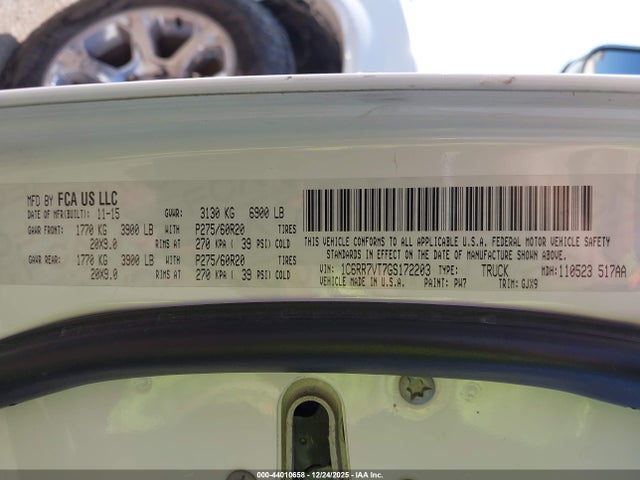 MFD BY FCA US LLC
DATE OF MFR(BUILT): 11-15 GVWR: 3130 KG 6900 LB
GAWR FRONT: 1770 KG 3900 LB WITH P275/60R20 TIRES
20X9.0 RIMS AT 270 KPA ( 39 PSI) COLD
GAWR REAR: 1770 KG 3900 LB WITH P275/60R20 TIRES
20X9.0 RIMS AT 270 KPA ( 39 PSI) COLD
THIS VEHICLE CONFORMS TO ALL APPLICABLE U.S.A. FEDERAL MOTOR VEHICLE SAFETY
STANDARDS IN EFFECT ON THE DATE OF MANUFACTURE SHOWN ABOVE.
VIN: 1C6RR7VT7GS172203 TYPE: TRUCK MDH: 110523 517AA
VEHICLE MADE IN U.S.A. PAINT: PW7 TRIM: GJX9
000-44010658 - 12/24/2025 - IAA Inc.